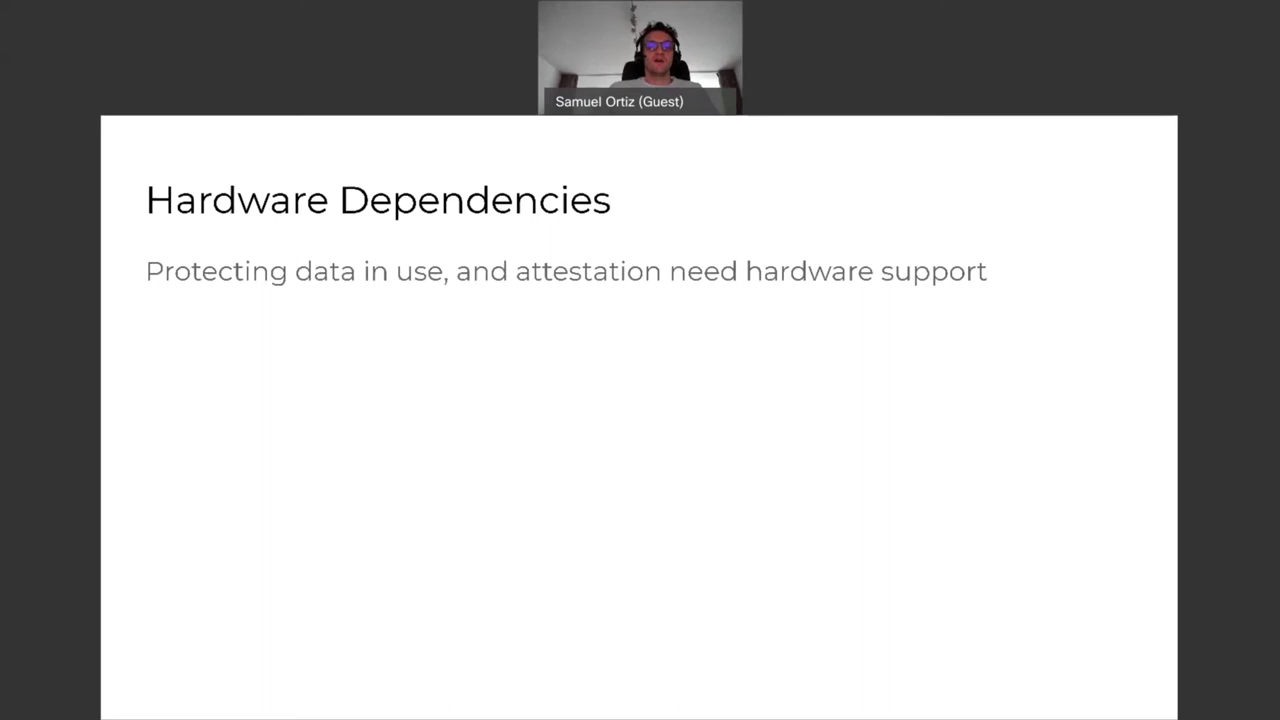 Samuel Ortiz (Guest)
Hardware Dependencies
Protecting data in use, and attestation need hardware support